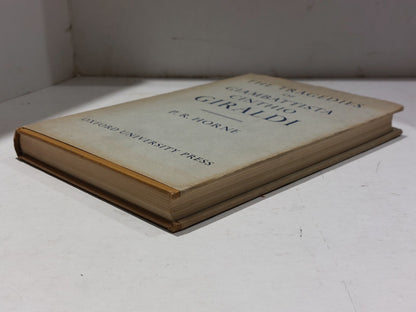 THE TRAGEDIES
OF
GIAMBATTISTA
CINTHIO
GIRALDI
P. R. HORNE
OXFORD UNIVERSITY PRESS